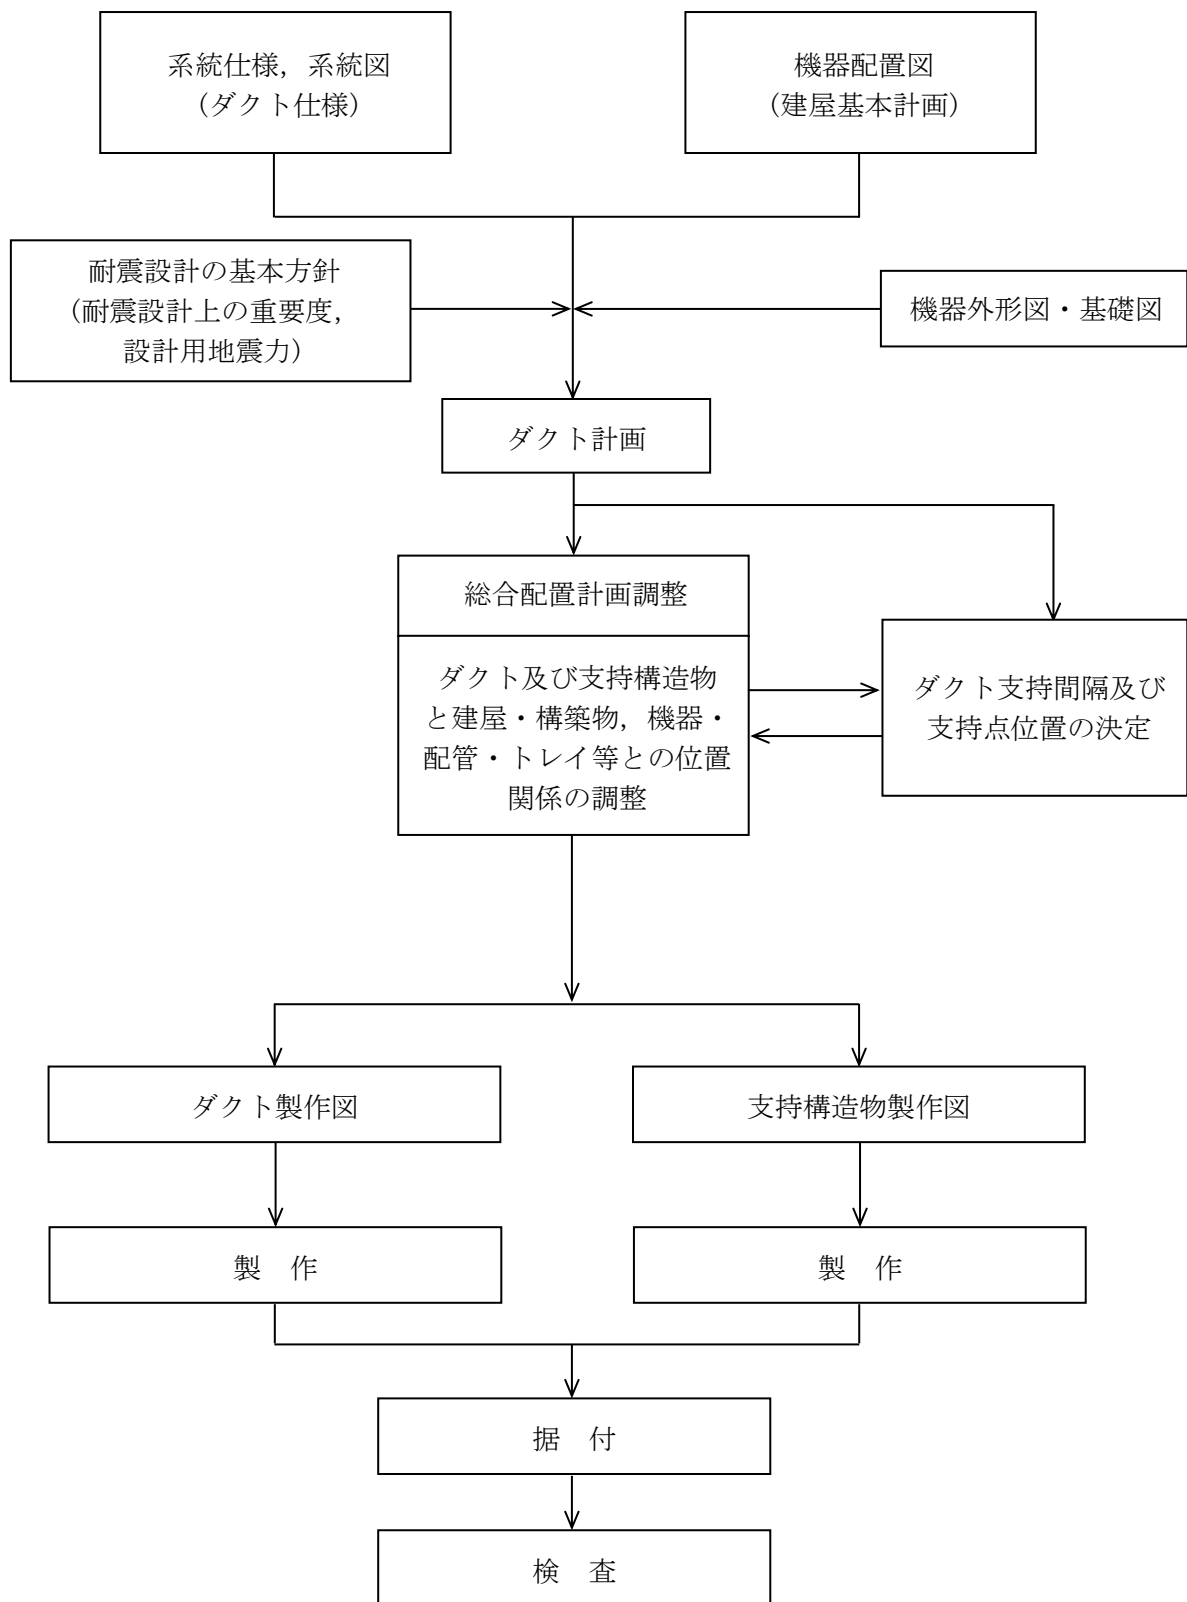 系統仕様，系統図
（ダクト仕様）
機器配置図
（建屋基本計画）
耐震設計の基本方針
（耐震設計上の重要度，
設計用地震力）
機器外形図・基礎図
ダクト計画
総合配置計画調整
ダクト及び支持構造物
と建屋・構築物，機器・
配管・トレイ等との位置
関係の調整
ダクト支持間隔及び
支持点位置の決定
ダクト製作図
支持構造物製作図
製　作
製　作
据　付
検　査